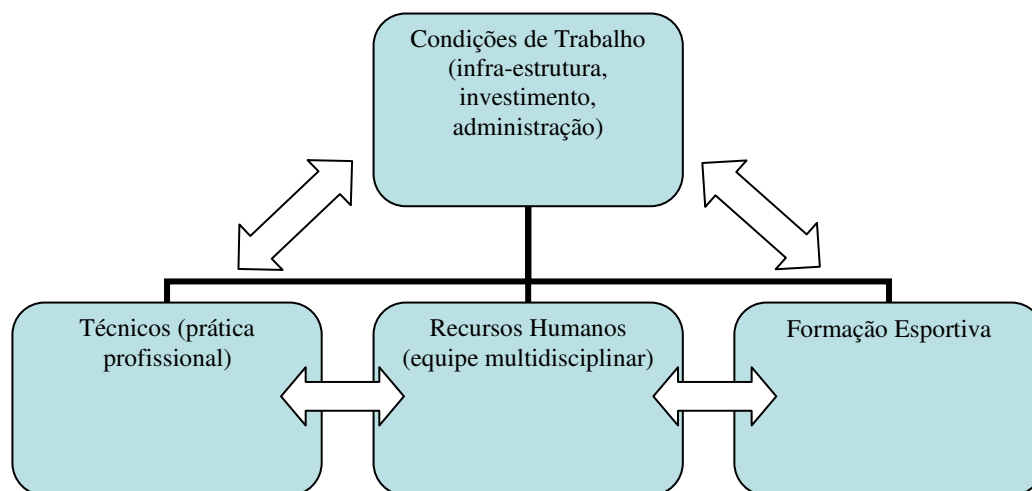 Condições de Trabalho
(infra-estrutura,
investimento,
administração)
Técnicos (prática
profissional)
Recursos Humanos
(equipe multidisciplinar)
Formação Esportiva